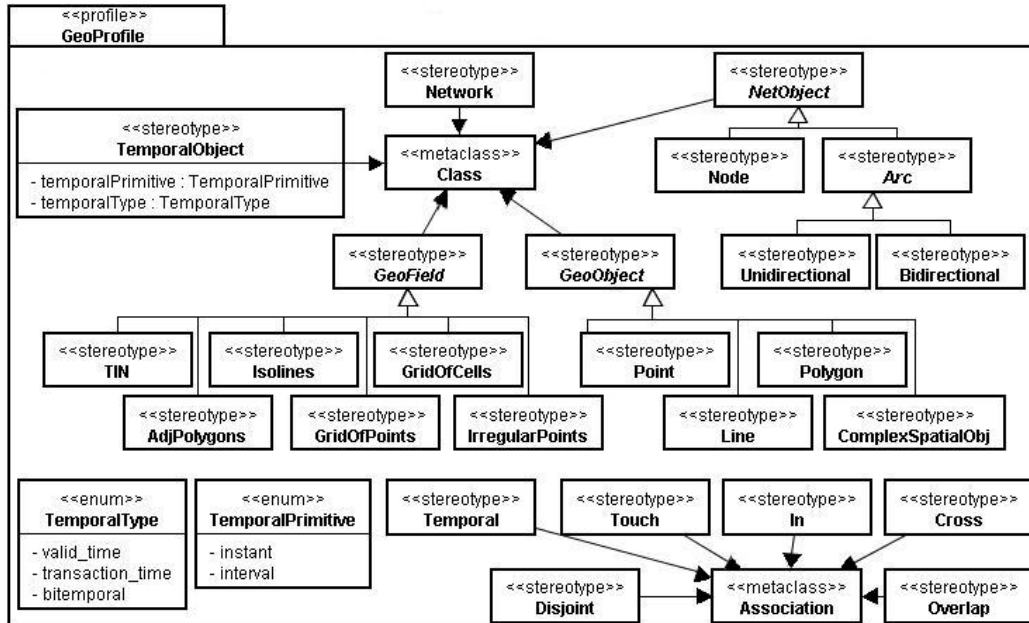 <<profile>>
GeoProfile
<<stereotype>>
Network
<<stereotype>>
NetObject
<<stereotype>>
TemporalObject
- temporalPrimitive : TemporalPrimitive
- temporalType : TemporalType
<<metaclass>>
Class
<<stereotype>>
Node
<<stereotype>>
Arc
<<stereotype>>
GeoField
<<stereotype>>
GeoObject
<<stereotype>>
Unidirectional
<<stereotype>>
Bidirectional
<<stereotype>>
TIN
<<stereotype>>
Isolines
<<stereotype>>
GridOfCells
<<stereotype>>
Point
<<stereotype>>
Polygon
<<stereotype>>
AdjPolygons
<<stereotype>>
GridOfPoints
<<stereotype>>
IrregularPoints
<<stereotype>>
Line
<<stereotype>>
ComplexSpatialObj
<<enum>>
TemporalType
- valid_time
- transaction_time
- bitemporal
<<enum>>
TemporalPrimitive
- instant
- interval
<<stereotype>>
Temporal
<<stereotype>>
Touch
<<stereotype>>
In
<<stereotype>>
Cross
<<stereotype>>
Disjoint
<<metaclass>>
Association
<<stereotype>>
Overlap